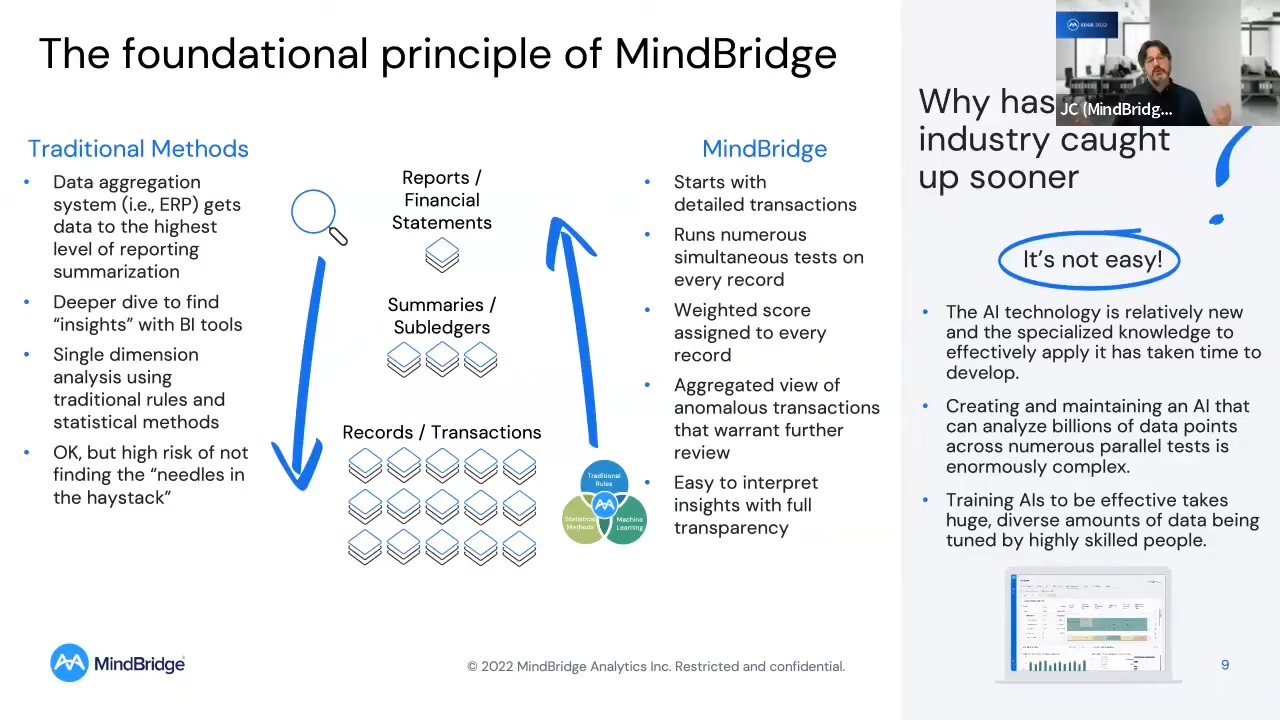 The foundational principle of MindBridge
Traditional Methods
• Data aggregation
system (i.e., ERP) gets
data to the highest
level of reporting
summarization
• Deeper dive to find
“insights” with BI tools
• Single dimension
analysis using
traditional rules and
statistical methods
• OK, but high risk of not
finding the “needles in
the haystack”
Reports /
Financial
Statements
Summaries /
Subledgers
Records / Transactions
Traditional
Rules
Statistical
Methods
Machine
Learning
MindBridge
• Starts with
detailed transactions
• Runs numerous
simultaneous tests on
every record
• Weighted score
assigned to every
record
• Aggregated view of
anomalous transactions
that warrant further
review
• Easy to interpret
insights with full
transparency
EDGE 2022
JC (MindBridg...
Why has
industry caught
up sooner
?
It’s not easy!
• The AI technology is relatively new
and the specialized knowledge to
effectively apply it has taken time to
develop.
• Creating and maintaining an AI that
can analyze billions of data points
across numerous parallel tests is
enormously complex.
• Training AIs to be effective takes
huge, diverse amounts of data being
tuned by highly skilled people.
MindBridge
© 2022 MindBridge Analytics Inc. Restricted and confidential.
9